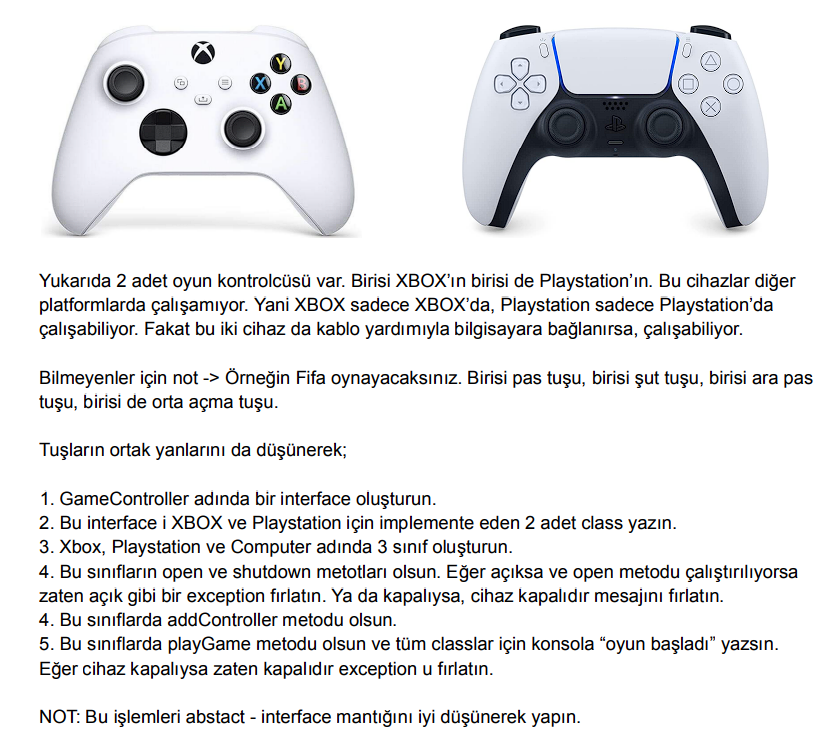 Y
X
B
A
Yukarıda 2 adet oyun kontrolcüsü var. Birisi XBOX’ın birisi de Playstation’ın. Bu cihazlar diğer
platformlarda çalışamıyor. Yani XBOX sadece XBOX’da, Playstation sadece Playstation’da
çalışabiliyor. Fakat bu iki cihaz da kablo yardımıyla bilgisayara bağlanırsa, çalışabiliyor.
Bilmeyenler için not -> Örneğin Fifa oynayacaksınız. Birisi pas tuşu, birisi şut tuşu, birisi ara pas
tuşu, birisi de orta açma tuşu.
Tuşların ortak yanlarını da düşünerek;
1. GameController adında bir interface oluşturun.
2. Bu interface i XBOX ve Playstation için implemente eden 2 adet class yazın.
3. Xbox, Playstation ve Computer adında 3 sınıf oluşturun.
4. Bu sınıfların open ve shutdown metotları olsun. Eğer açıksa ve open metodu çalıştırılıyorsa
zaten açık gibi bir exception fırlatın. Ya da kapalıysa, cihaz kapalıdır mesajını fırlatın.
4. Bu sınıflarda addController metodu olsun.
5. Bu sınıflarda playGame metodu olsun ve tüm classlar için konsola “oyun başladı” yazsın.
Eğer cihaz kapalıysa zaten kapalıdır exception u fırlatın.
NOT: Bu işlemleri abstact - interface mantığını iyi düşünerek yapın.